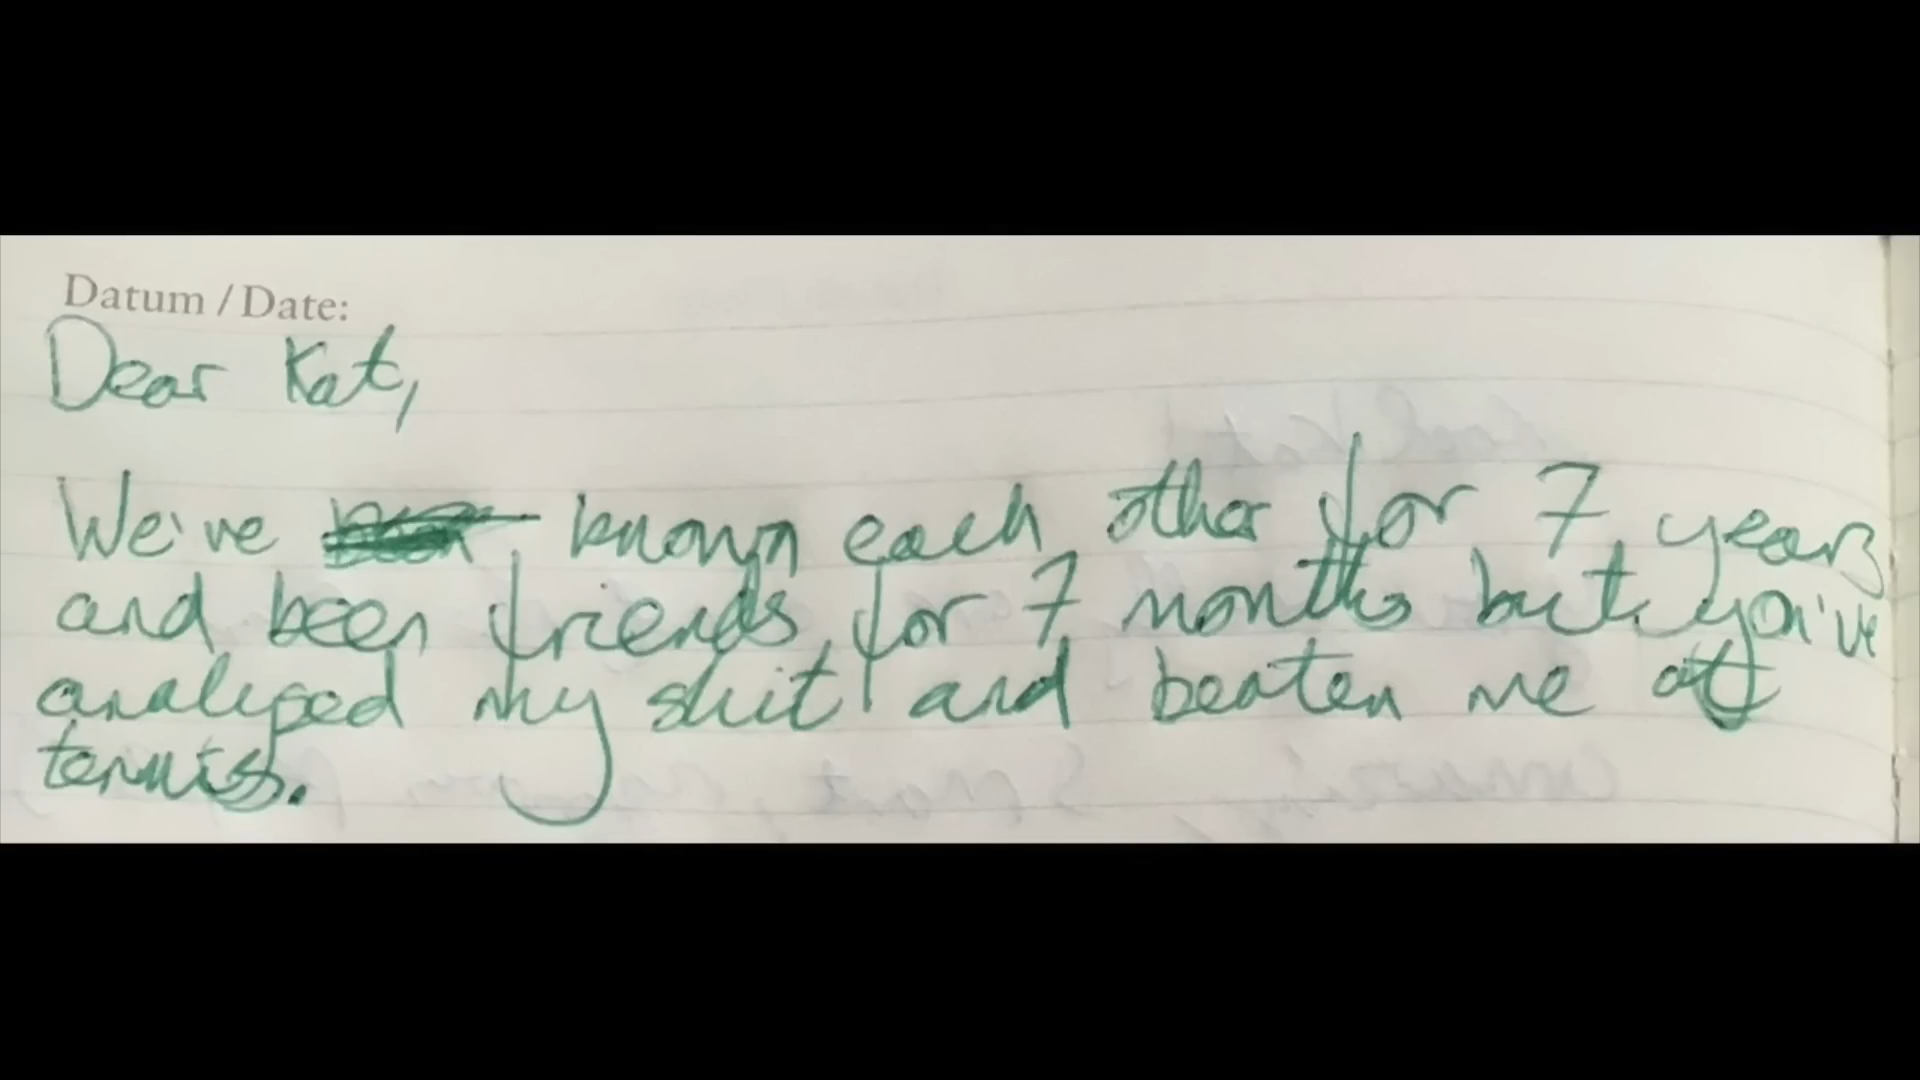 Datum / Date:
Dear Kat,
We've known each other for 7 years
and been friends for 7 months but you've
analysed my shit and beaten me at
tennis.